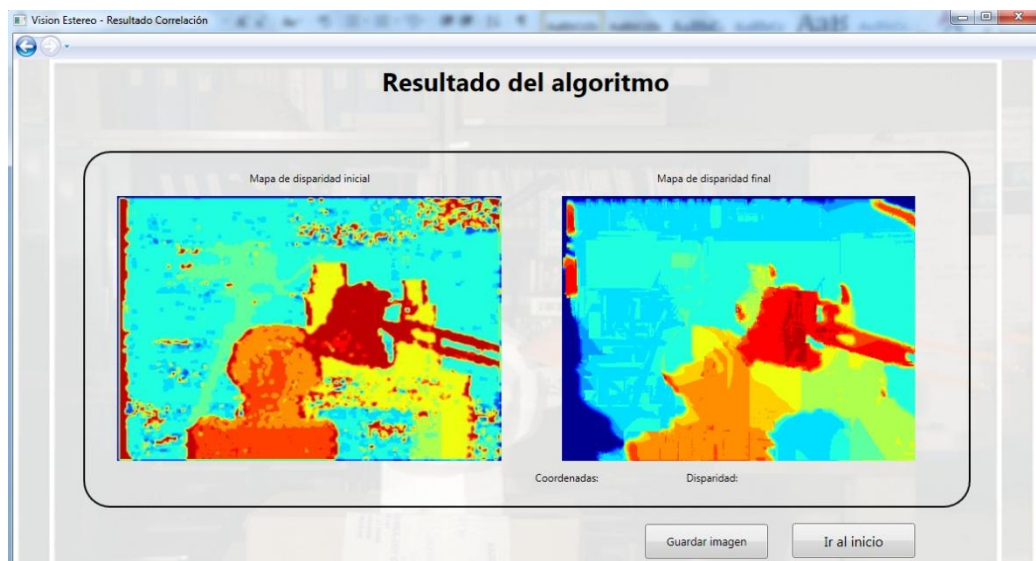 Vision Estereo - Resultado Correlación
Resultado del algoritmo
Mapa de disparidad inicial
Mapa de disparidad final
Coordenadas:
Disparidad:
Guardar imagen
Ir al inicio